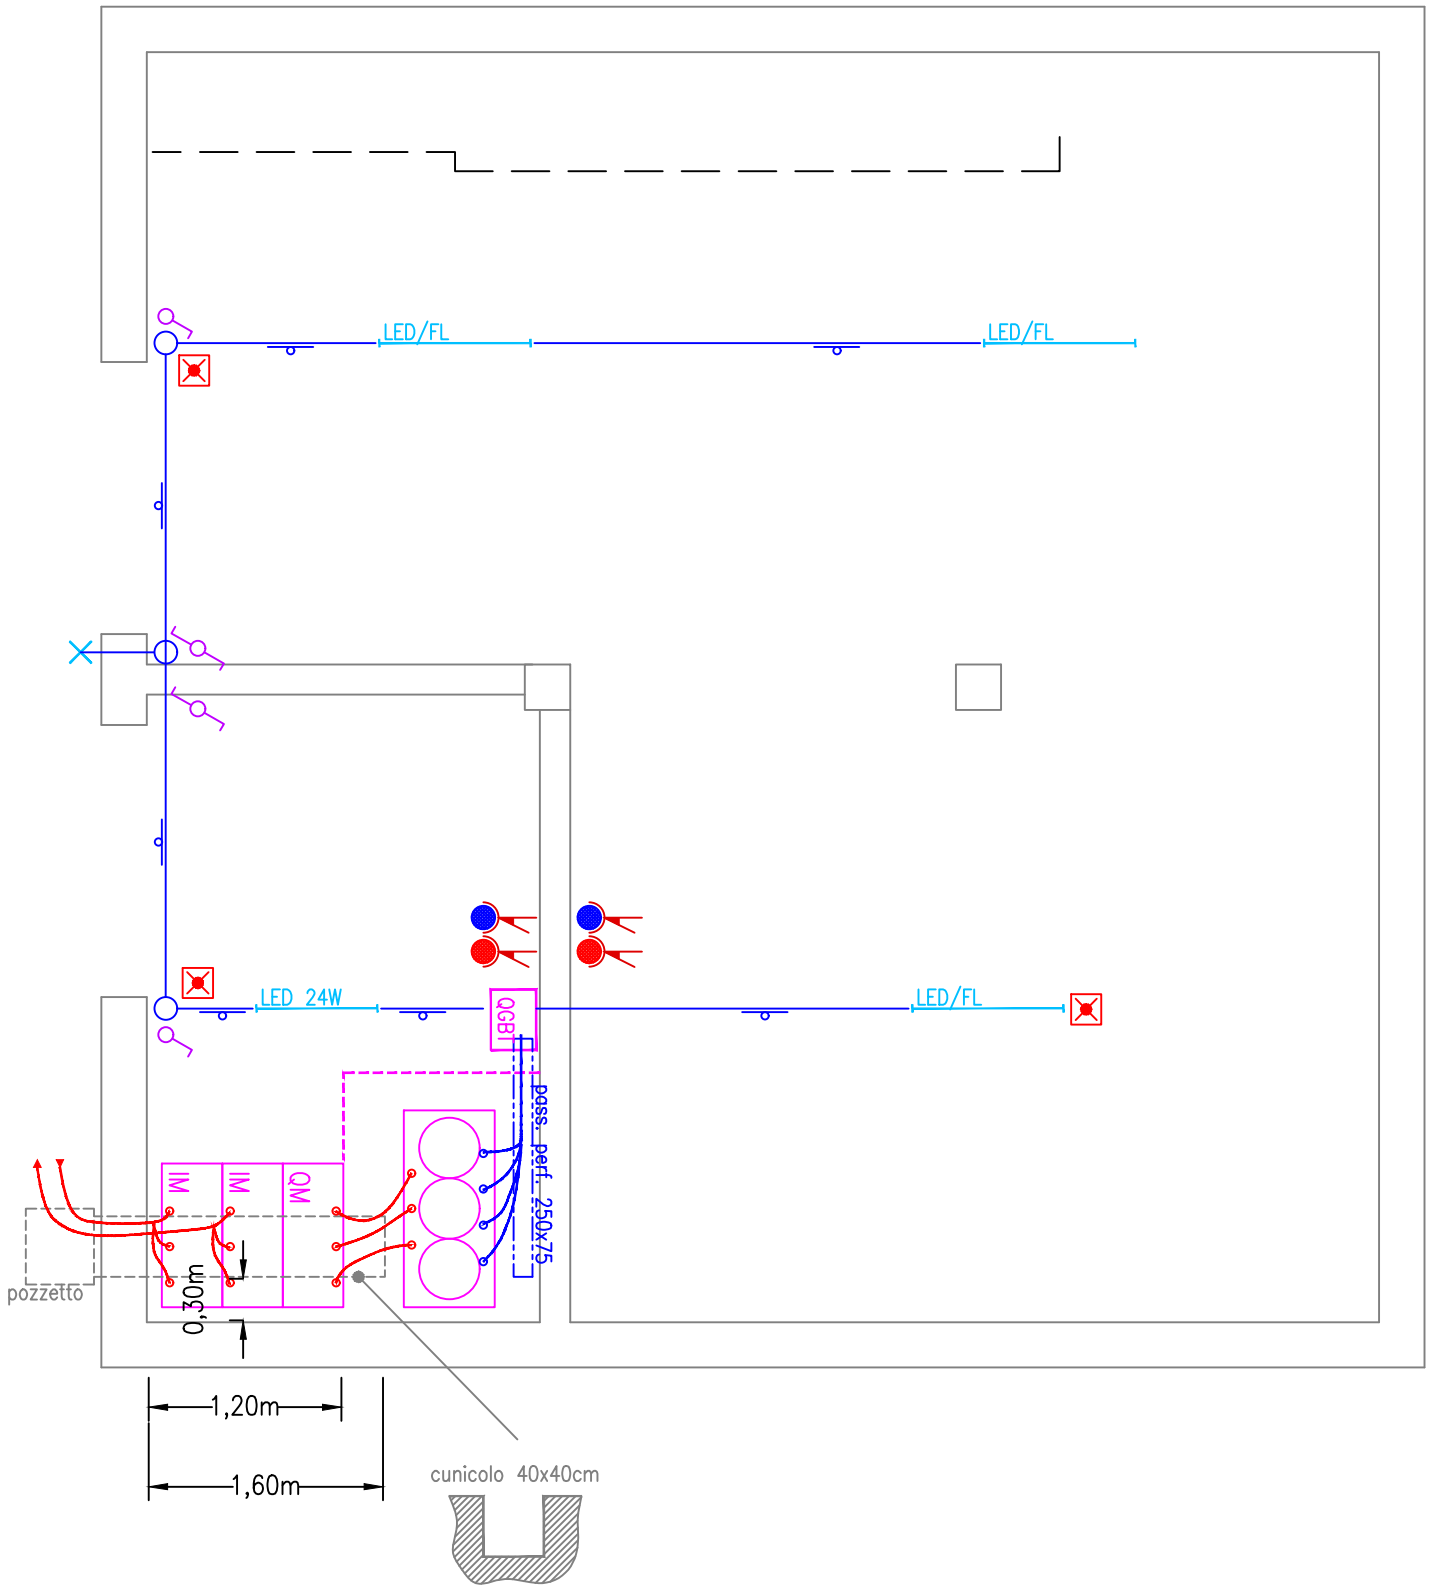 LED/FL
LED/FL
LED 24W
LED/FL
QGBT
pass. perf. 250x75
IM
IM
QM
pozzetto
0,30m
1,20m
1,60m
cunicolo 40x40cm